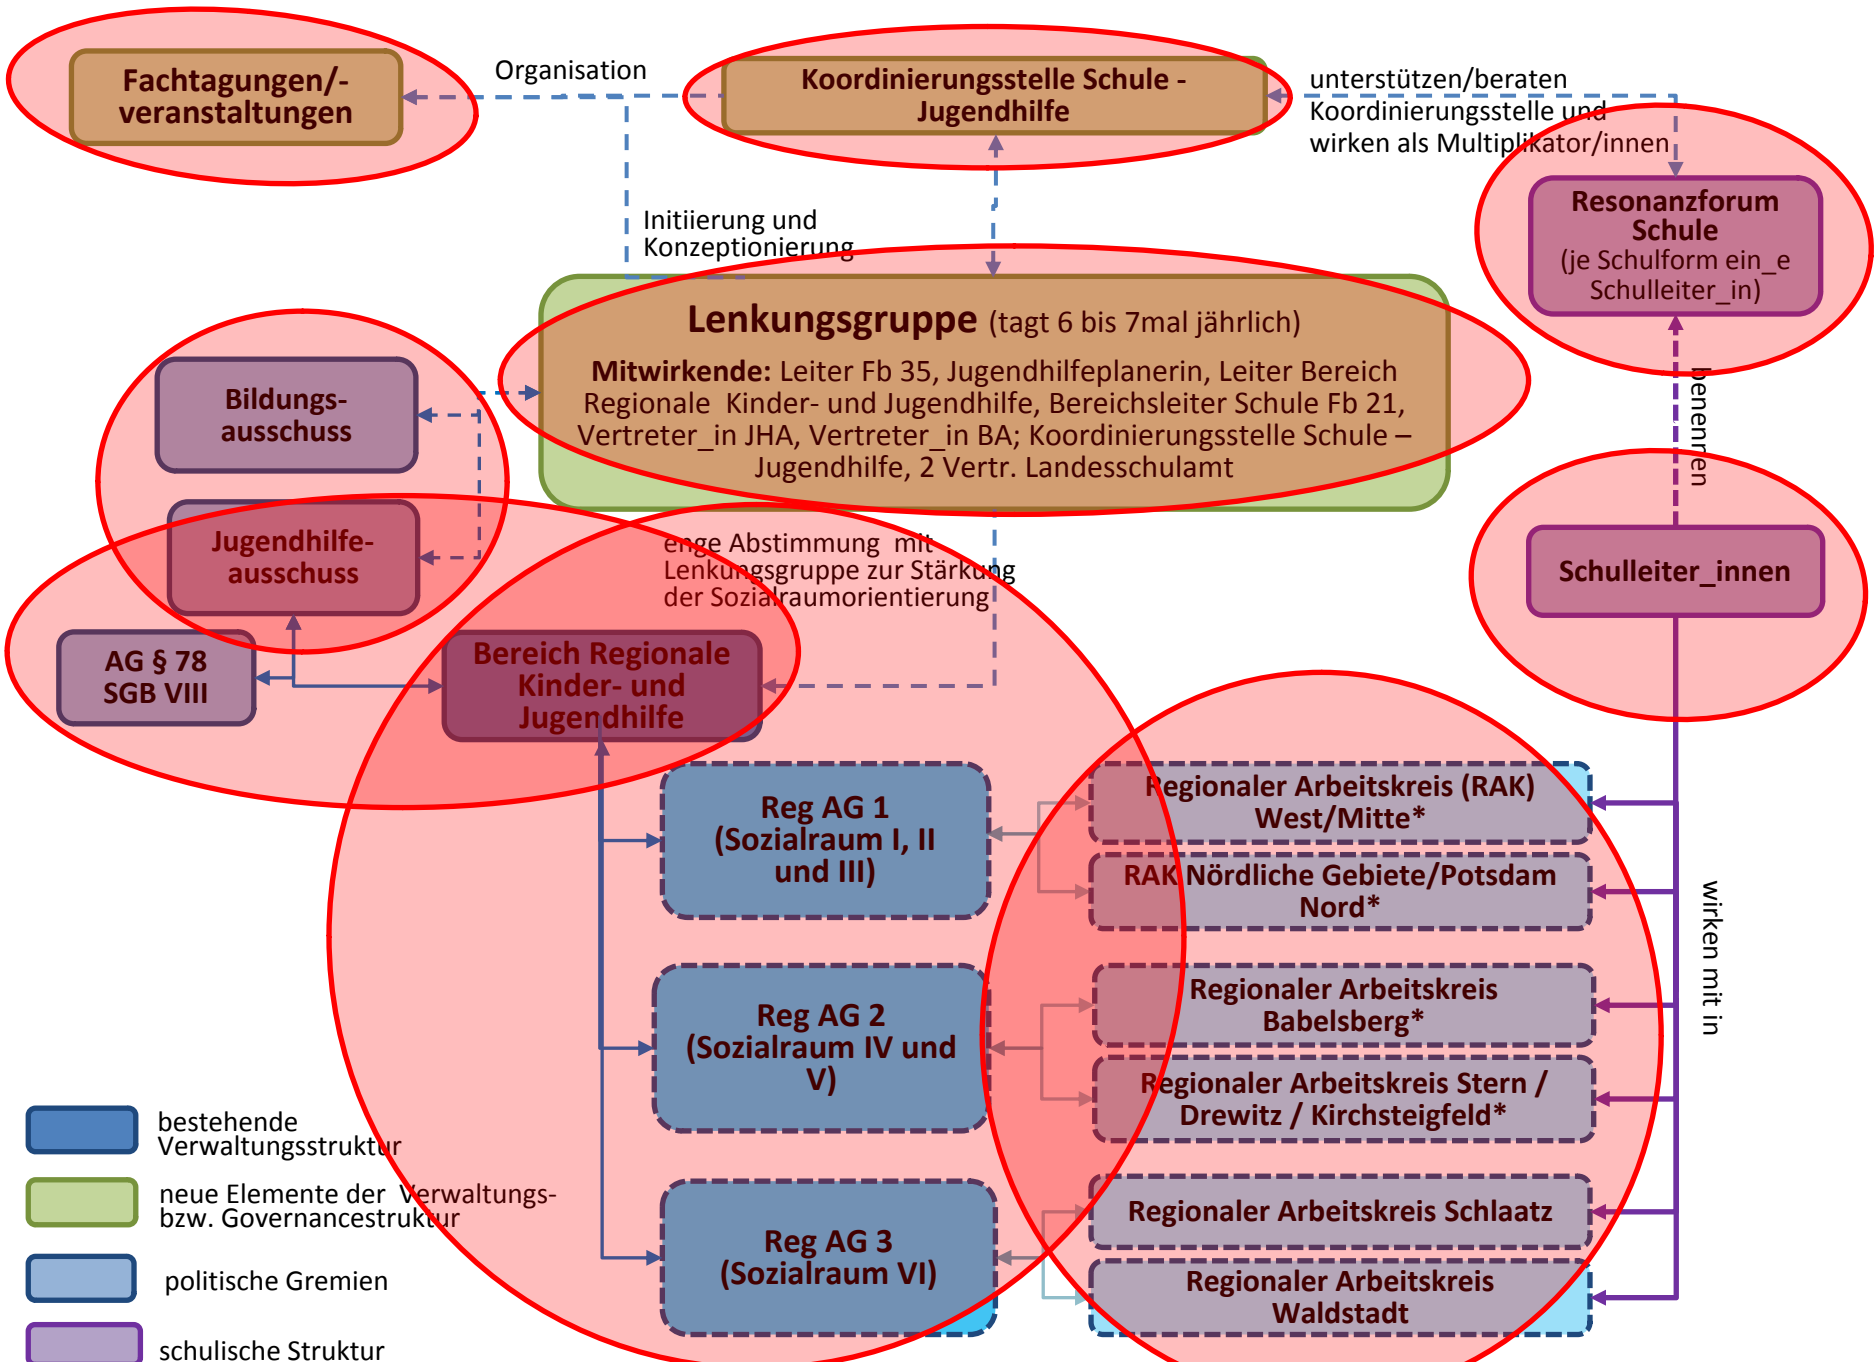 Fachtagungen/-
veranstaltungen
Organisation
Koordinierungsstelle Schule -
Jugendhilfe
unterstützen/beraten
Koordinierungsstelle und
wirken als Multiplikator/innen
Resonanzforum
Schule
(je Schulform ein_e
Schulleiter_in)
Initiierung und
Konzeptionierung
Lenkungsgruppe (tagt 6 bis 7mal jährlich)
Mitwirkende: Leiter Fb 35, Jugendhilfeplanerin, Leiter Bereich
Regionale Kinder- und Jugendhilfe, Bereichsleiter Schule Fb 21,
Vertreter_in JHA, Vertreter_in BA; Koordinierungsstelle Schule –
Jugendhilfe, 2 Vertr. Landesschulamt
benennen
Bildungs-
ausschuss
Jugendhilfe-
ausschuss
enge Abstimmung mit
Lenkungsgruppe zur Stärkung
der Sozialraumorientierung
Schulleiter_innen
AG § 78
SGB VIII
Bereich Regionale
Kinder- und
Jugendhilfe
Reg AG 1
(Sozialraum I, II
und III)
Regionaler Arbeitskreis (RAK)
West/Mitte*
RAK Nördliche Gebiete/Potsdam
Nord*
wirken mit in
Reg AG 2
(Sozialraum IV und
V)
Regionaler Arbeitskreis
Babelsberg*
Regionaler Arbeitskreis Stern /
Drewitz / Kirchsteigfeld*
Reg AG 3
(Sozialraum VI)
Regionaler Arbeitskreis Schlaatz
Regionaler Arbeitskreis
Waldstadt
bestehende
Verwaltungsstruktur
neue Elemente der Verwaltungs-
bzw. Governancestruktur
politische Gremien
schulische Struktur